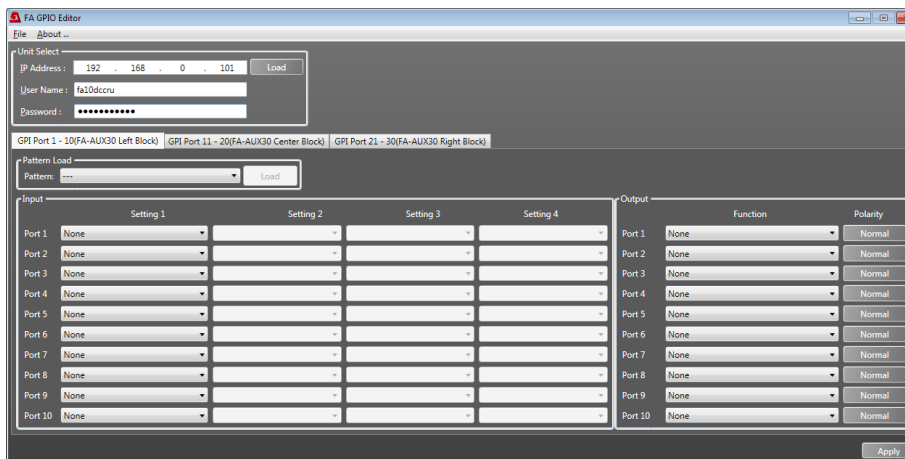 FA GPIO Editor
File About ...
Unit Select
IP Address : 192 . 168 . 0 . 101 Load
User Name : fa10dccru
Password : •••••••••••
GPI Port 1 - 10(FA-AUX30 Left Block) GPI Port 11 - 20(FA-AUX30 Center Block) GPI Port 21 - 30(FA-AUX30 Right Block)
Pattern Load
Pattern: --- Load
Input Output
Setting 1 Setting 2 Setting 3 Setting 4 Function Polarity
Port 1 None Port 1 None Normal
Port 2 None Port 2 None Normal
Port 3 None Port 3 None Normal
Port 4 None Port 4 None Normal
Port 5 None Port 5 None Normal
Port 6 None Port 6 None Normal
Port 7 None Port 7 None Normal
Port 8 None Port 8 None Normal
Port 9 None Port 9 None Normal
Port 10 None Port 10 None Normal
Apply